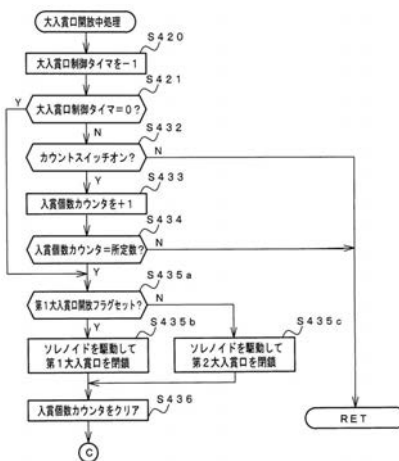 大入賞口開放中処理
S420
大入賞口制御タイマを-1
S421
Y
大入賞口制御タイマ=0?
N
S432
カウントスイッチオン?
N
Y
S433
入賞個数カウンタを+1
S434
入賞個数カウンタ=所定数?
N
Y
S435a
第1大入賞口開放フラグセット?
N
Y
S435b
S435c
ソレノイドを駆動して
第1大入賞口を閉鎖
ソレノイドを駆動して
第2大入賞口を閉鎖
S436
入賞個数カウンタをクリア
RET
C